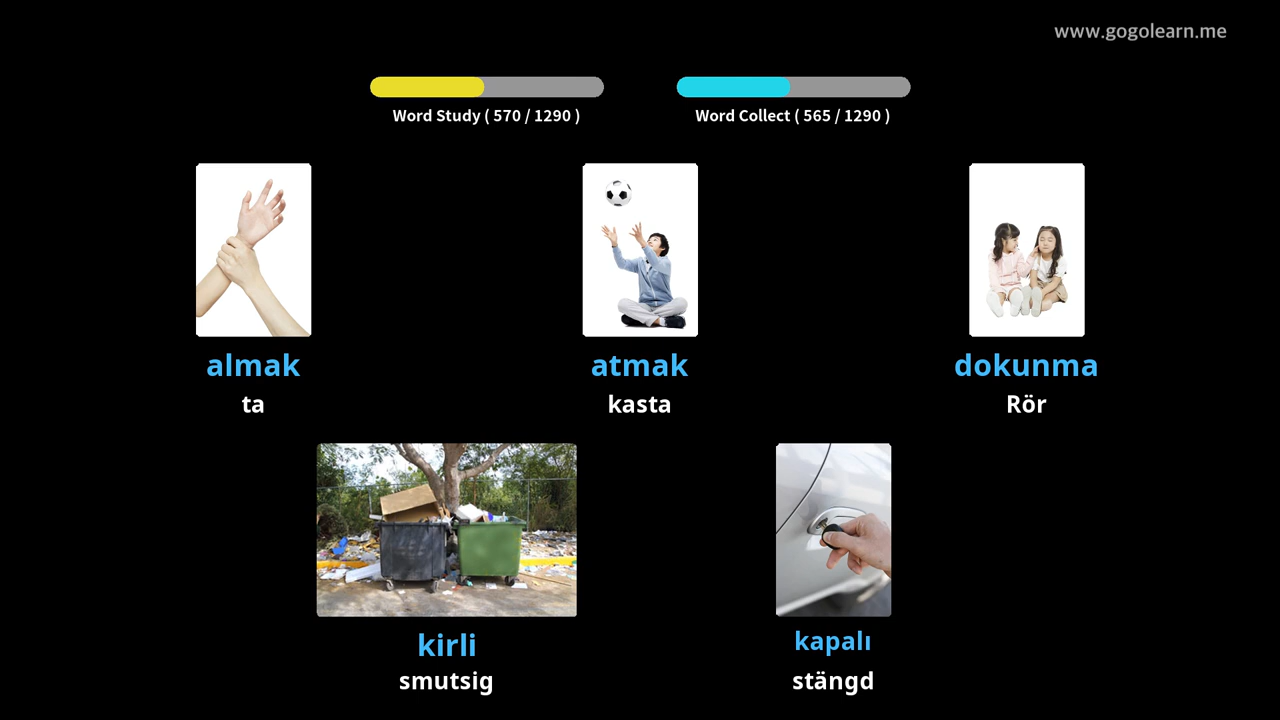 www.gogolearn.me
Word Study ( 570 / 1290 )
Word Collect ( 565 / 1290 )
almak
ta
atmak
kasta
dokunma
Rör
kirli
smutsig
kapalı
stängd